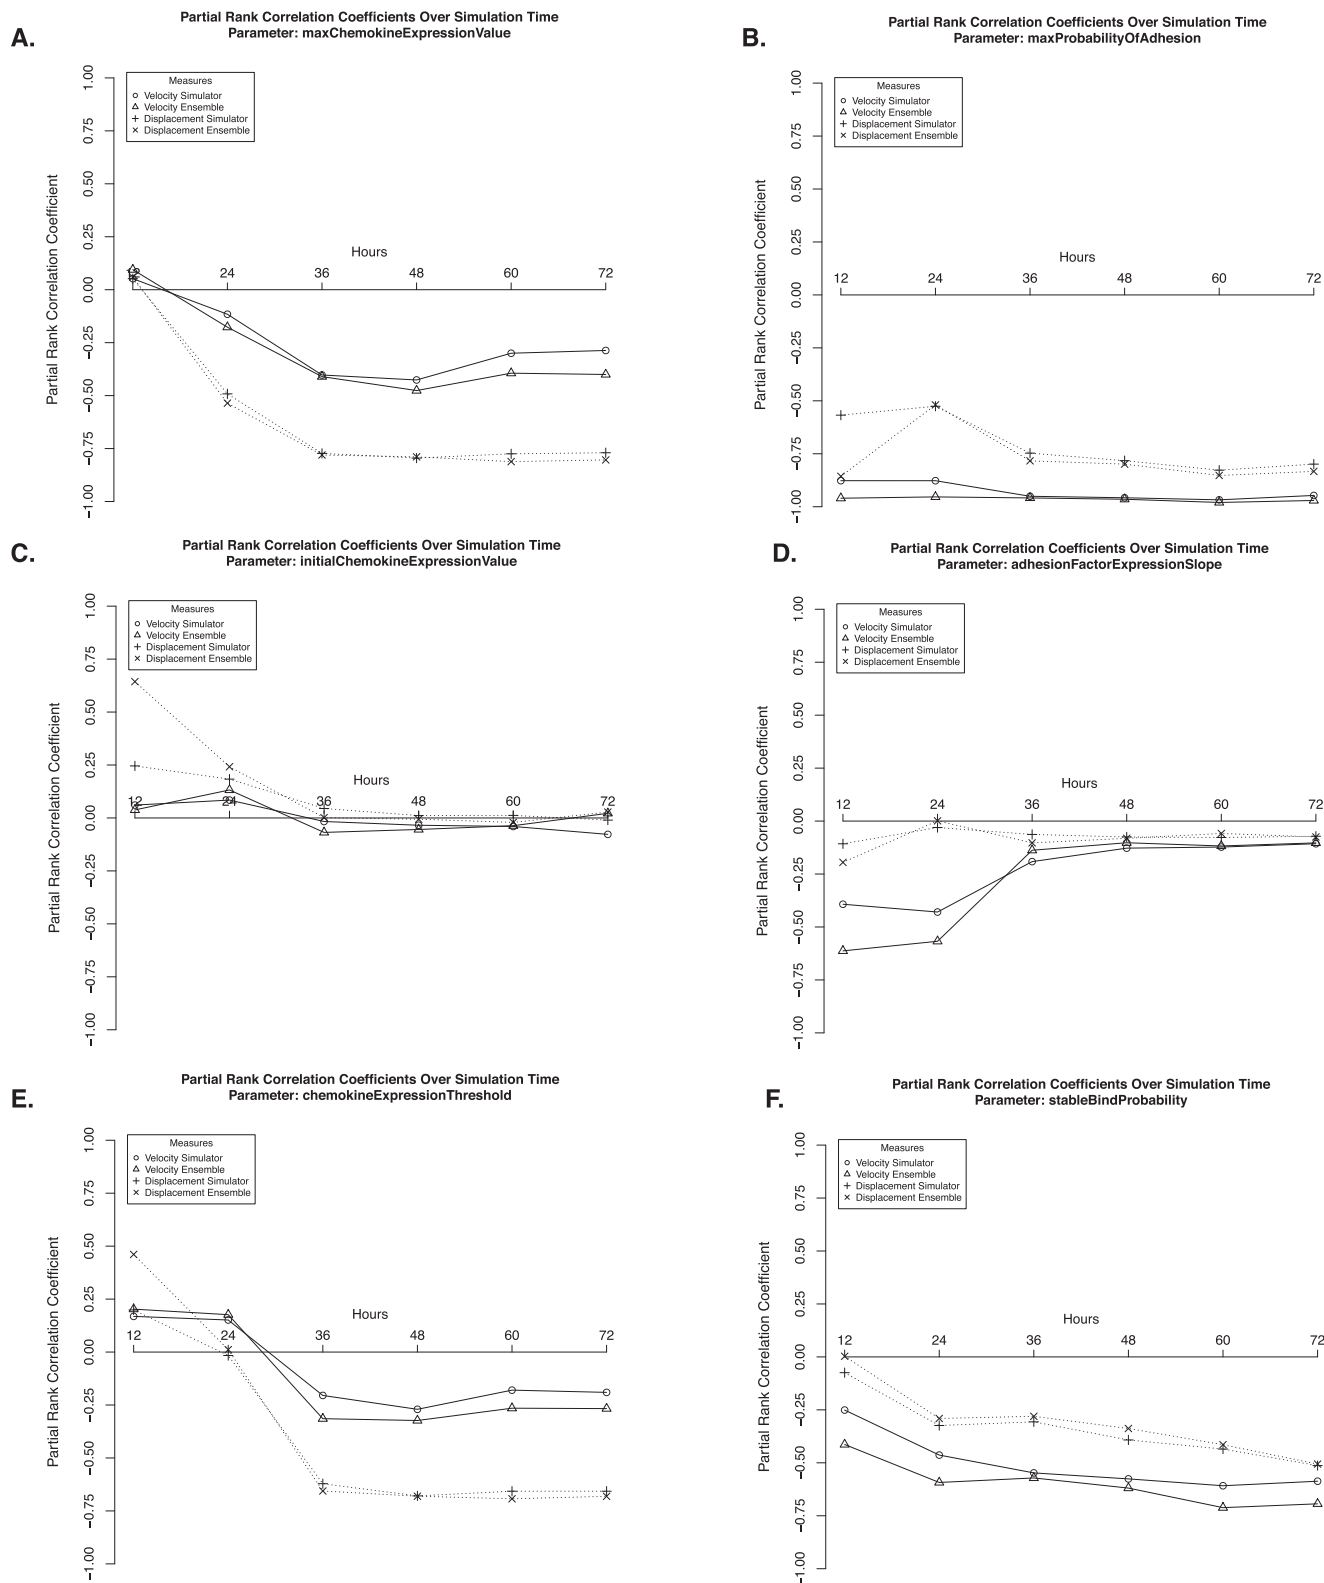 A.
Partial Rank Correlation Coefficients Over Simulation Time
Parameter: maxChemokineExpressionValue
Partial Rank Correlation Coefficient
1.00
0.75
0.50
0.25
0.00
−0.25
−0.50
−0.75
−1.00
Measures
Velocity Simulator
Velocity Ensemble
Displacement Simulator
Displacement Ensemble
Hours
12 24 36 48 60 72
B.
Partial Rank Correlation Coefficients Over Simulation Time
Parameter: maxProbabilityOfAdhesion
Partial Rank Correlation Coefficient
1.00
0.75
0.50
0.25
0.00
−0.25
−0.50
−0.75
−1.00
Measures
Velocity Simulator
Velocity Ensemble
Displacement Simulator
Displacement Ensemble
Hours
12 24 36 48 60 72
C.
Partial Rank Correlation Coefficients Over Simulation Time
Parameter: initialChemokineExpressionValue
Partial Rank Correlation Coefficient
1.00
0.75
0.50
0.25
0.00
−0.25
−0.50
−0.75
−1.00
Measures
Velocity Simulator
Velocity Ensemble
Displacement Simulator
Displacement Ensemble
Hours
12 24 36 48 60 72
D.
Partial Rank Correlation Coefficients Over Simulation Time
Parameter: adhesionFactorExpressionSlope
Partial Rank Correlation Coefficient
1.00
0.75
0.50
0.25
0.00
−0.25
−0.50
−0.75
−1.00
Measures
Velocity Simulator
Velocity Ensemble
Displacement Simulator
Displacement Ensemble
Hours
12 24 36 48 60 72
E.
Partial Rank Correlation Coefficients Over Simulation Time
Parameter: chemokineExpressionThreshold
Partial Rank Correlation Coefficient
1.00
0.75
0.50
0.25
0.00
−0.25
−0.50
−0.75
−1.00
Measures
Velocity Simulator
Velocity Ensemble
Displacement Simulator
Displacement Ensemble
Hours
12 24 36 48 60 72
F.
Partial Rank Correlation Coefficients Over Simulation Time
Parameter: stableBindProbability
Partial Rank Correlation Coefficient
1.00
0.75
0.50
0.25
0.00
−0.25
−0.50
−0.75
−1.00
Measures
Velocity Simulator
Velocity Ensemble
Displacement Simulator
Displacement Ensemble
Hours
12 24 36 48 60 72